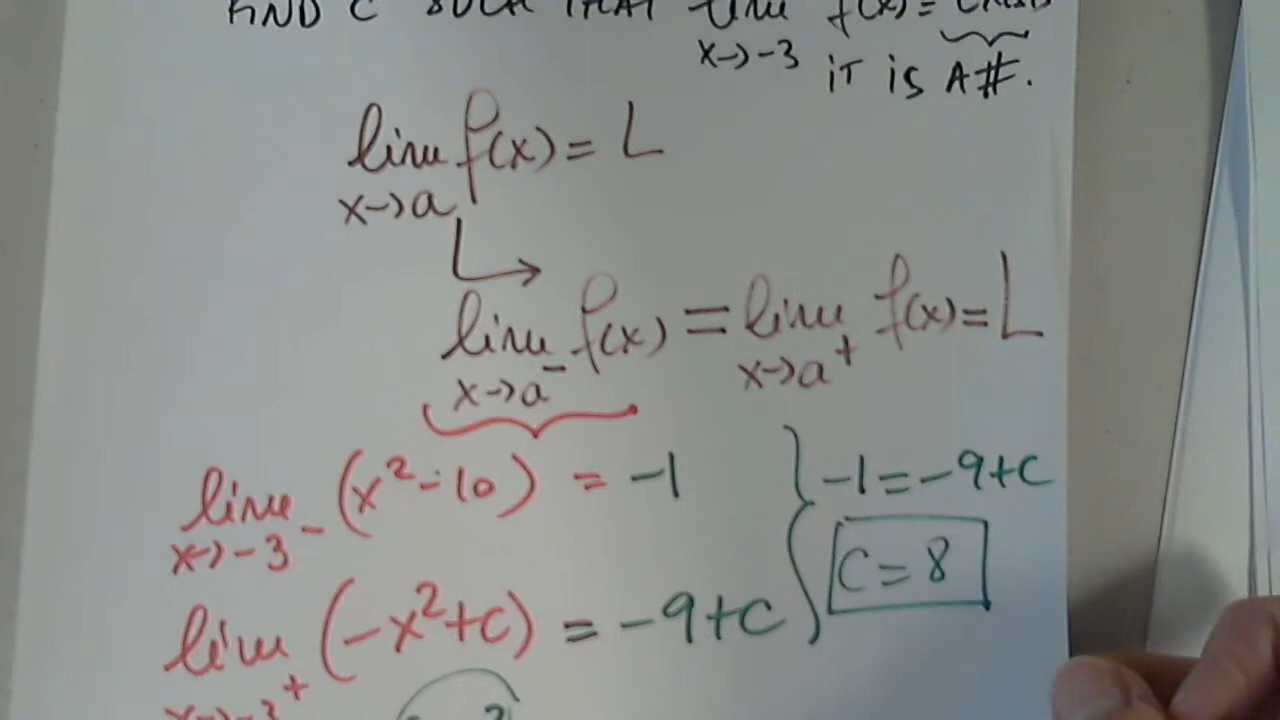 FIND C SUCH THAT lim f(x) = EXISTS
x→-3 it is A#.
lim f(x) = L
x→a
lim f(x) = lim f(x) = L
x→a⁻ x→a⁺
lim (x²-10) = -1 } -1 = -9+c
x→-3⁻
C = 8
lim (-x²+c) = -9+c
x→-3⁺